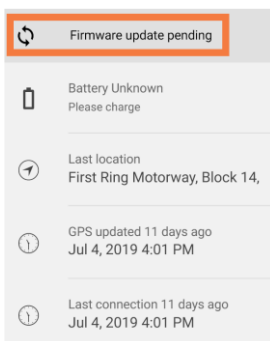 Firmware update pending
Battery Unknown
Please charge
Last location
First Ring Motorway, Block 14,
GPS updated 11 days ago
Jul 4, 2019 4:01 PM
Last connection 11 days ago
Jul 4, 2019 4:01 PM